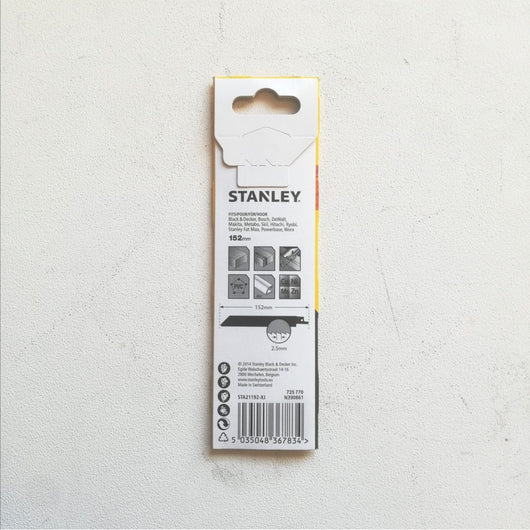 STANLEY
FITS/POUR/FÜR/VOOR
Black & Decker, Bosch, DeWalt,
Makita, Metabo, Skil, Hitachi, Ryobi,
Stanley Fat Max, Powerbase, Worx
152mm
PVC
152mm
2.5mm
© 2014 Stanley Black & Decker Inc.
Egide Walschaertsstraat 14-16
2800 Mechelen, Belgium
www.stanleytools.eu
Made in Switzerland
725 770
STA21192-XJ N390861
5 035048 367834 >